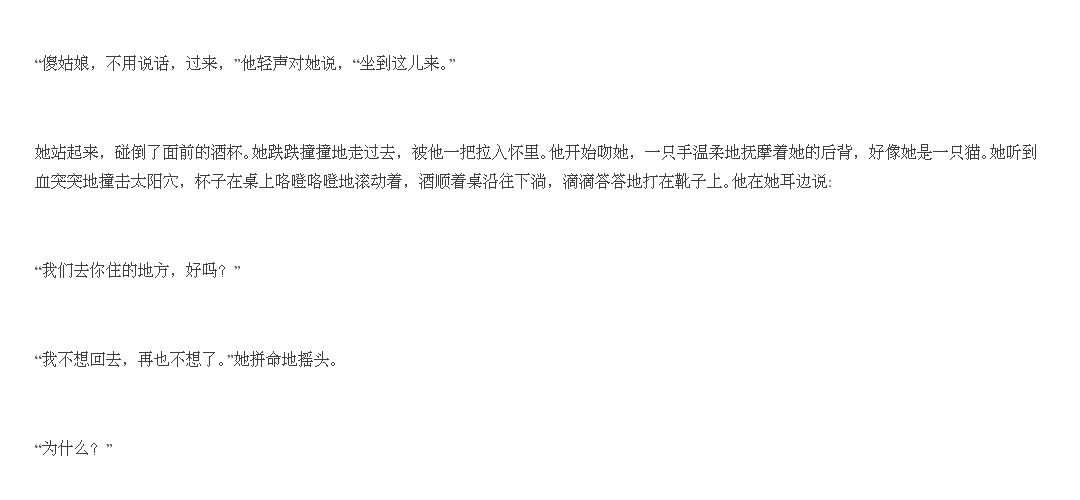 “傻姑娘，不用说话，过来，”他轻声对她说，“坐到这儿来。”
她站起来，碰倒了面前的酒杯。她跌跌撞撞地走过去，被他一把拉入怀里。他开始吻她，一只手温柔地抚摩着她的后背，好像她是一只猫。她听到
血突突地撞击太阳穴，杯子在桌上咯噔咯噔地滚动着，酒顺着桌沿往下淌，滴滴答答地打在靴子上。他在她耳边说：
“我们去你住的地方，好吗？”
“我不想回去，再也不想了。”她拼命地摇头。
“为什么？”